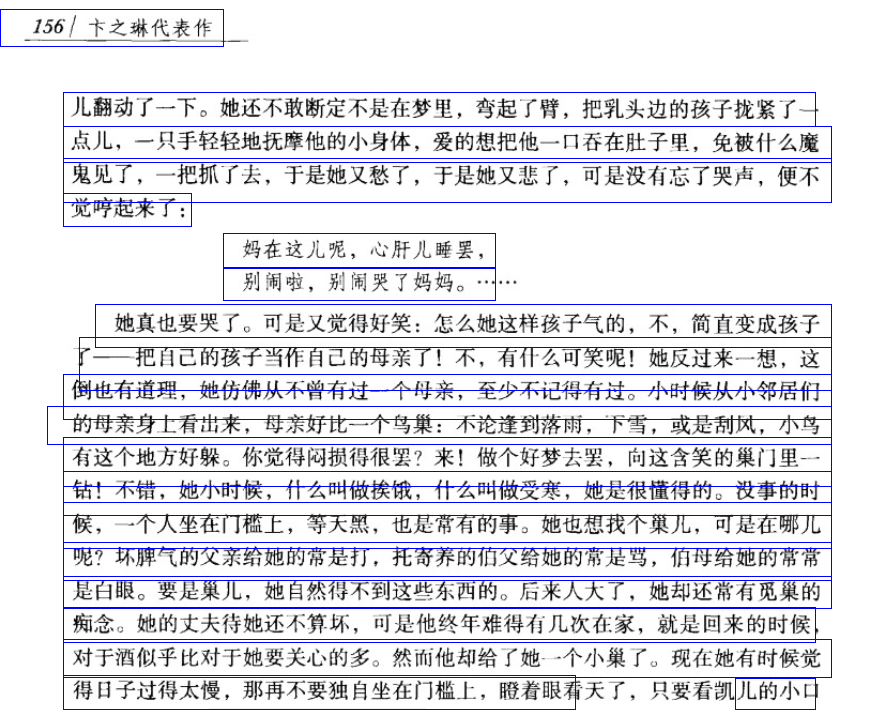 156/ 卞之琳代表作
儿翻动了一下。她还不敢断定不是在梦里，弯起了臂，把乳头边的孩子拢紧了一
点儿，一只手轻轻地抚摩他的小身体，爱的想把他一口吞在肚子里，免被什么魔
鬼见了，一把抓了去，于是她又愁了，于是她又悲了，可是没有忘了哭声，便不
觉哼起来了：
妈在这儿呢，心肝儿睡罢，
别闹啦，别闹哭了妈妈。……
她真也要哭了。可是又觉得好笑：怎么她这样孩子气的，不，简直变成孩子
了——把自己的孩子当作自己的母亲了！不，有什么可笑呢！她反过来一想，这
倒也有道理，她仿佛从不曾有过一个母亲，至少不记得有过。小时候从小邻居们
的母亲身上看出来，母亲好比一个鸟巢：不论逢到落雨，下雪，或是刮风，小鸟
有这个地方好躲。你觉得闷损得很罢？来！做个好梦去罢，向这含笑的巢门里一
钻！不错，她小时候，什么叫做挨饿，什么叫做受寒，她是很懂得的。没事的时
候，一个人坐在门槛上，等天黑，也是常有的事。她也想找个巢儿，可是在哪儿
呢？坏脾气的父亲给她的常是打，托寄养的伯父给她的常是骂，伯母给她的常常
是白眼。要是巢儿，她自然得不到这些东西的。后来人大了，她却还常有觅巢的
痴念。她的丈夫待她还不算坏，可是他终年难得有几次在家，就是回来的时候，
对于酒似乎比对于她要关心的多。然而他却给了她一个小巢了。现在她有时候觉
得日子过得太慢，那再不要独自坐在门槛上，瞪着眼看天了，只要看凯儿的小口